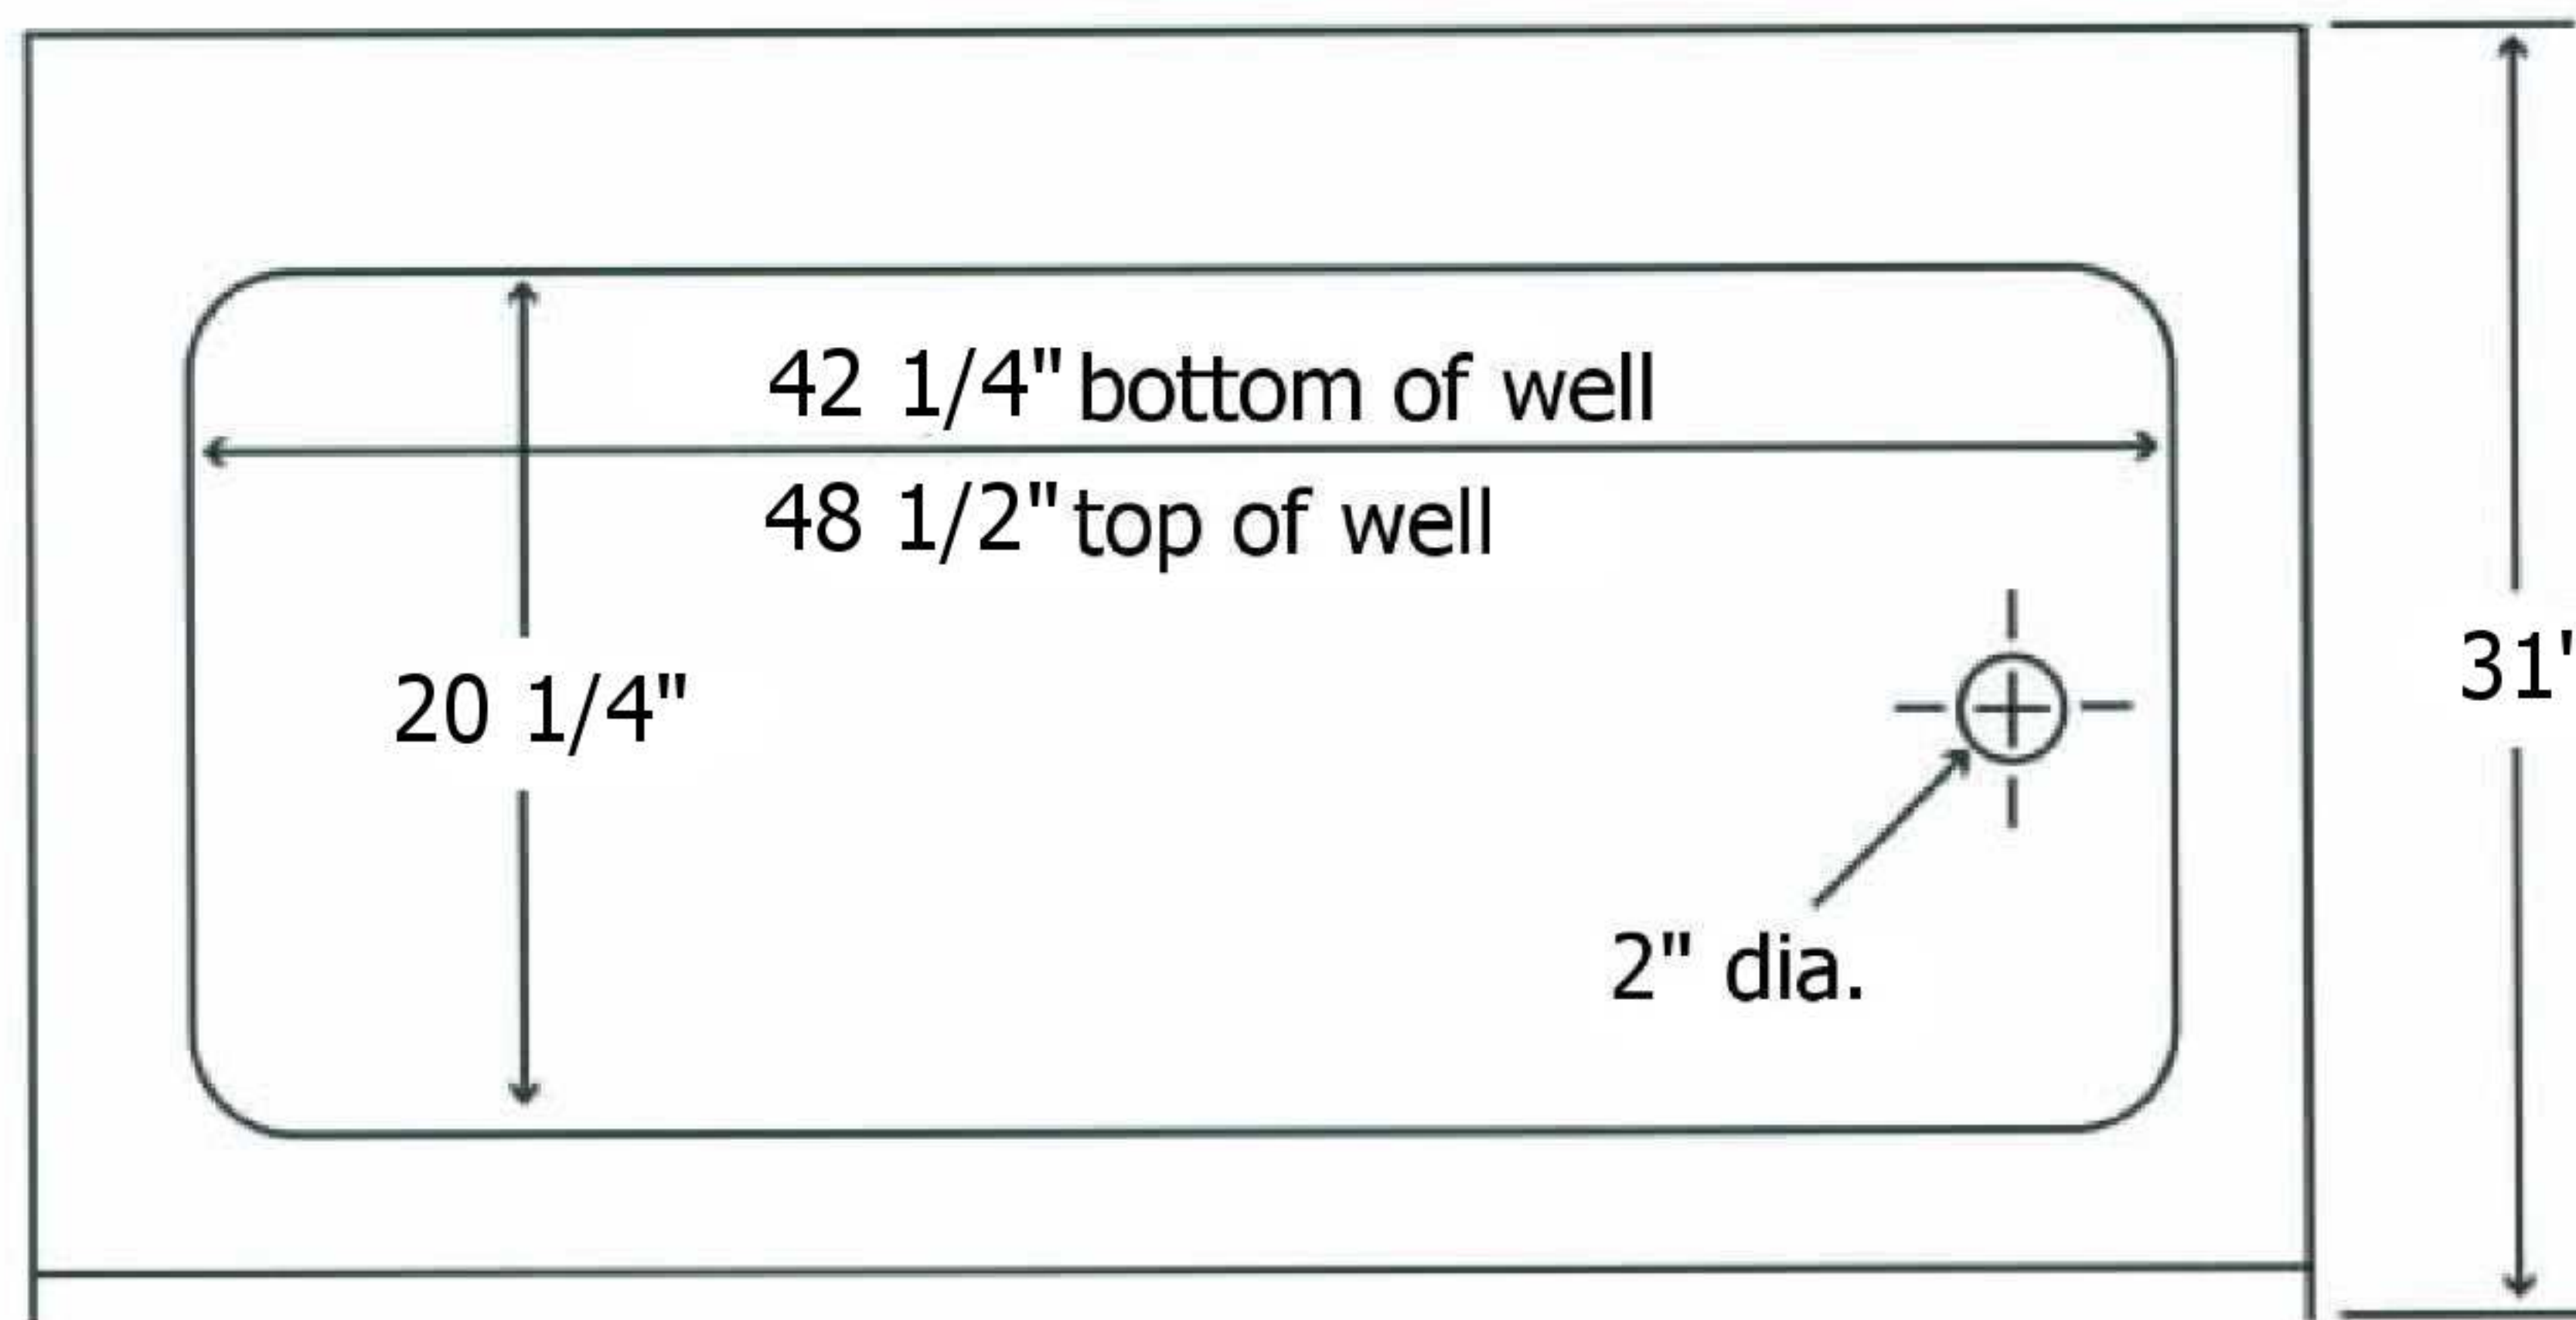 42 1/4" bottom of well
48 1/2" top of well
20 1/4"
31"
2" dia.